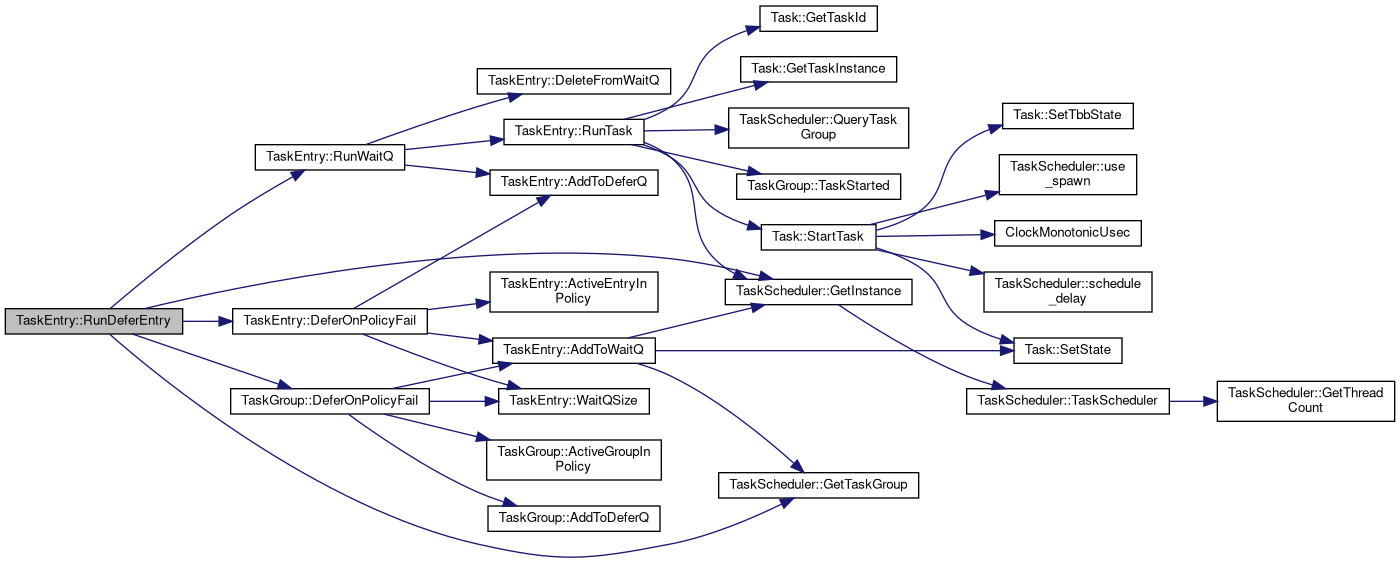 Task::GetTaskId
Task::GetTaskInstance
TaskEntry::DeleteFromWaitQ
TaskScheduler::QueryTask
Group
Task::SetTbbState
TaskEntry::RunTask
TaskEntry::RunWaitQ
TaskScheduler::use
_spawn
TaskEntry::AddToDeferQ
TaskGroup::TaskStarted
Task::StartTask
ClockMonotonicUsec
TaskEntry::ActiveEntryIn
Policy
TaskScheduler::GetInstance
TaskScheduler::schedule
_delay
TaskEntry::RunDeferEntry
TaskEntry::DeferOnPolicyFail
TaskEntry::AddToWaitQ
Task::SetState
TaskGroup::DeferOnPolicyFail
TaskEntry::WaitQSize
TaskScheduler::TaskScheduler
TaskScheduler::GetThread
Count
TaskGroup::ActiveGroupIn
Policy
TaskScheduler::GetTaskGroup
TaskGroup::AddToDeferQ